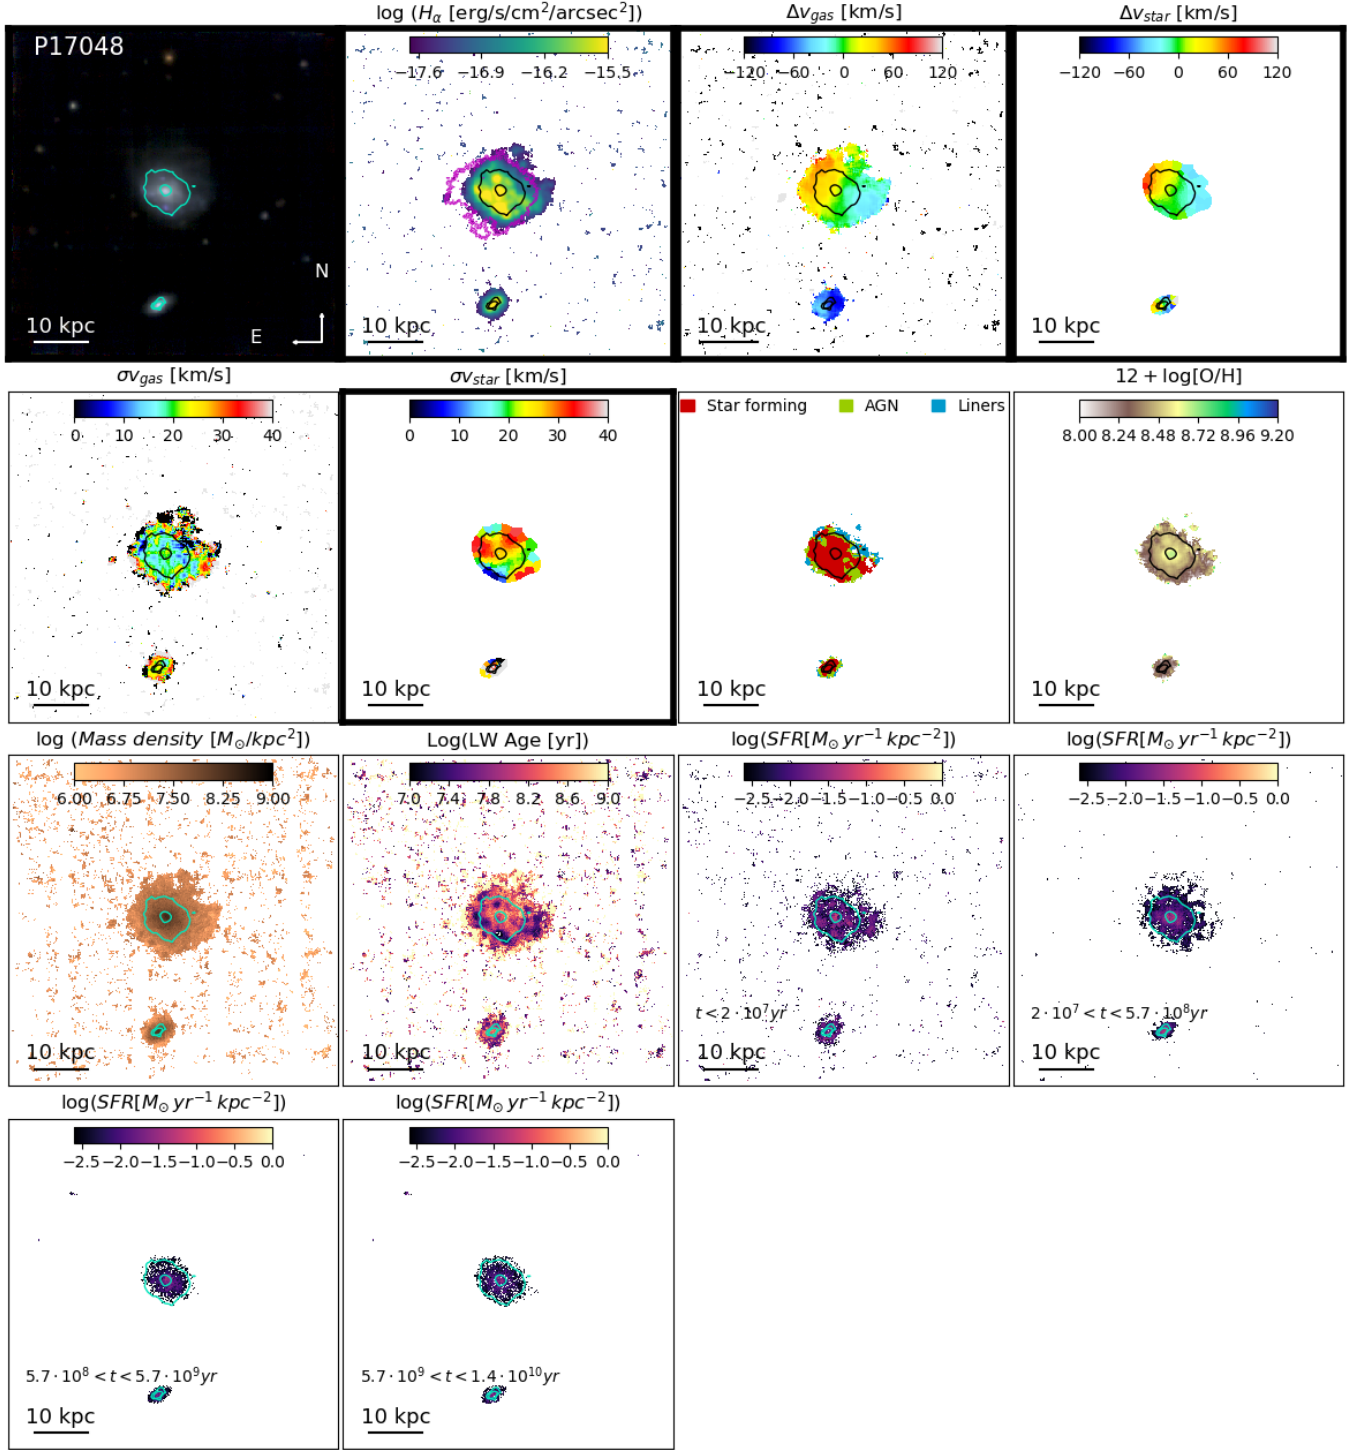 log (Hα [erg/s/cm²/arcsec²])
Δv_gas [km/s]
Δv_star [km/s]
P17048
−17.6 −16.9 −16.2 −15.5
−120 −60 0 60 120
−120 −60 0 60 120
N
E
10 kpc
10 kpc
10 kpc
10 kpc
σv_gas [km/s]
σv_star [km/s]
12 + log[O/H]
0 10 20 30 40
0 10 20 30 40
Star forming AGN Liners
8.00 8.24 8.48 8.72 8.96 9.20
10 kpc
10 kpc
10 kpc
10 kpc
log (Mass density [M⊙/kpc²])
Log(LW Age [yr])
log(SFR[M⊙ yr⁻¹ kpc⁻²])
log(SFR[M⊙ yr⁻¹ kpc⁻²])
6.00 6.75 7.50 8.25 9.00
7.0 7.4 7.8 8.2 8.6 9.0
−2.5 −2.0 −1.5 −1.0 −0.5 0.0
−2.5 −2.0 −1.5 −1.0 −0.5 0.0
t < 2 · 10⁷yr
2 · 10⁷ < t < 5.7 · 10⁸yr
10 kpc
10 kpc
10 kpc
10 kpc
log(SFR[M⊙ yr⁻¹ kpc⁻²])
log(SFR[M⊙ yr⁻¹ kpc⁻²])
−2.5 −2.0 −1.5 −1.0 −0.5 0.0
−2.5 −2.0 −1.5 −1.0 −0.5 0.0
5.7 · 10⁸ < t < 5.7 · 10⁹yr
5.7 · 10⁹ < t < 1.4 · 10¹⁰yr
10 kpc
10 kpc